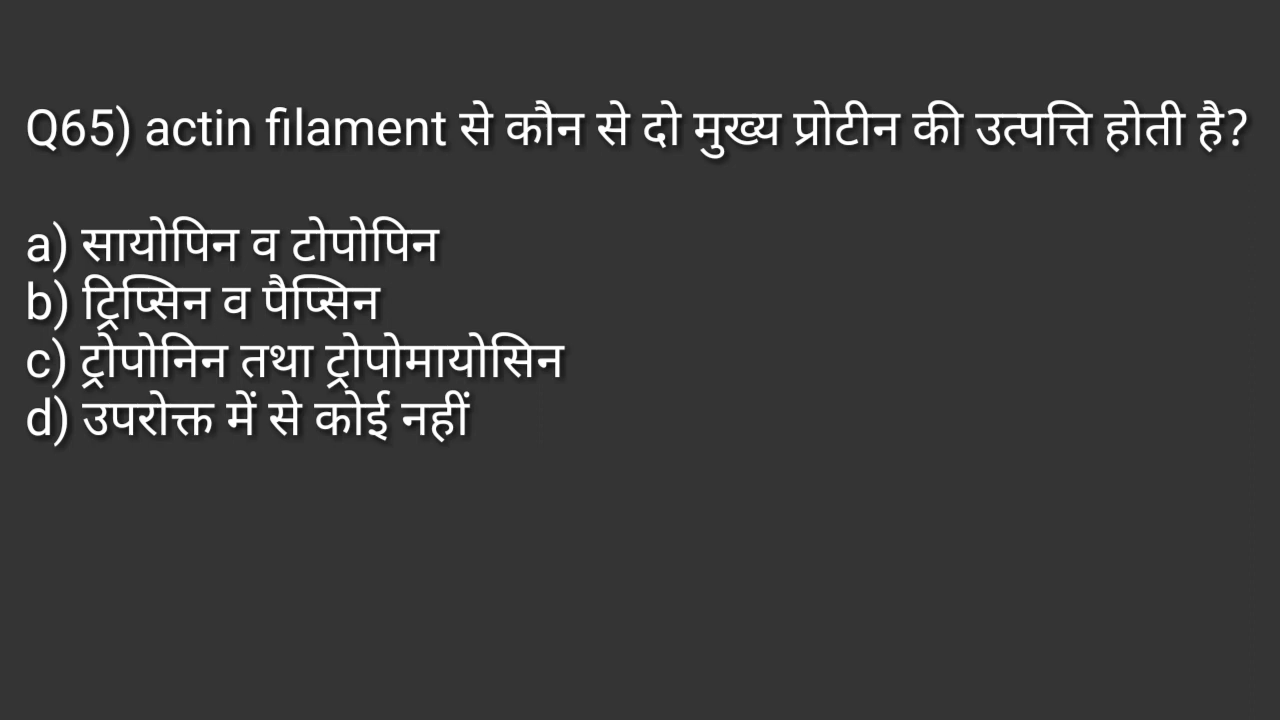 Q65) actin filament से कौन से दो मुख्य प्रोटीन की उत्पत्ति होती है?
a) सायोपिन व टोपोपिन
b) ट्रिप्सिन व पैप्सिन
c) ट्रोपोनिन तथा ट्रोपोमायोसिन
d) उपरोक्त में से कोई नहीं